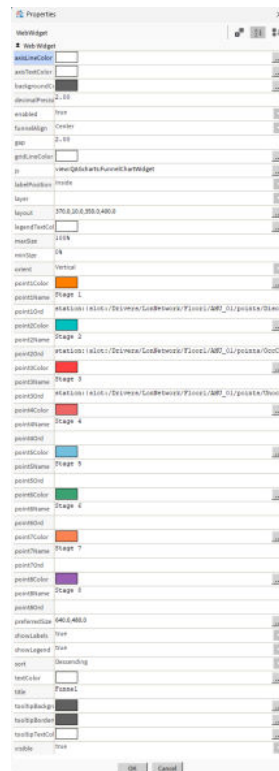 Properties
WebWidget
Web Widget
axisLineColor
axisTextColor
backgroundCo
decimalPrecis 2.00
enabled true
funnelAlign Center
gap 2.00
gridLineColor
js
labelPosition inside
layer
layout 370.0,10.0,550.0,400.0
legendTextCol
maxSize 100%
minSize 0%
orient Vertical
point1Color
point1Name Stage 1
point1Ord
point2Color
point2Name Stage 2
point2Ord
point3Color
point3Name Stage 3
point3Ord
point4Color
point4Name Stage 4
point4Ord
point5Color
point5Name Stage 5
point5Ord
point6Color
point6Name Stage 6
point6Ord
point7Color
point7Name Stage 7
point7Ord
point8Color
point8Name Stage 8
point8Ord
preferredSize 640.0,480.0
showLabels true
showLegend true
sort Descending
textColor
title Funnel
tooltipBackgr
tooltipBorder
tooltipTextCol
visible true
OK Cancel